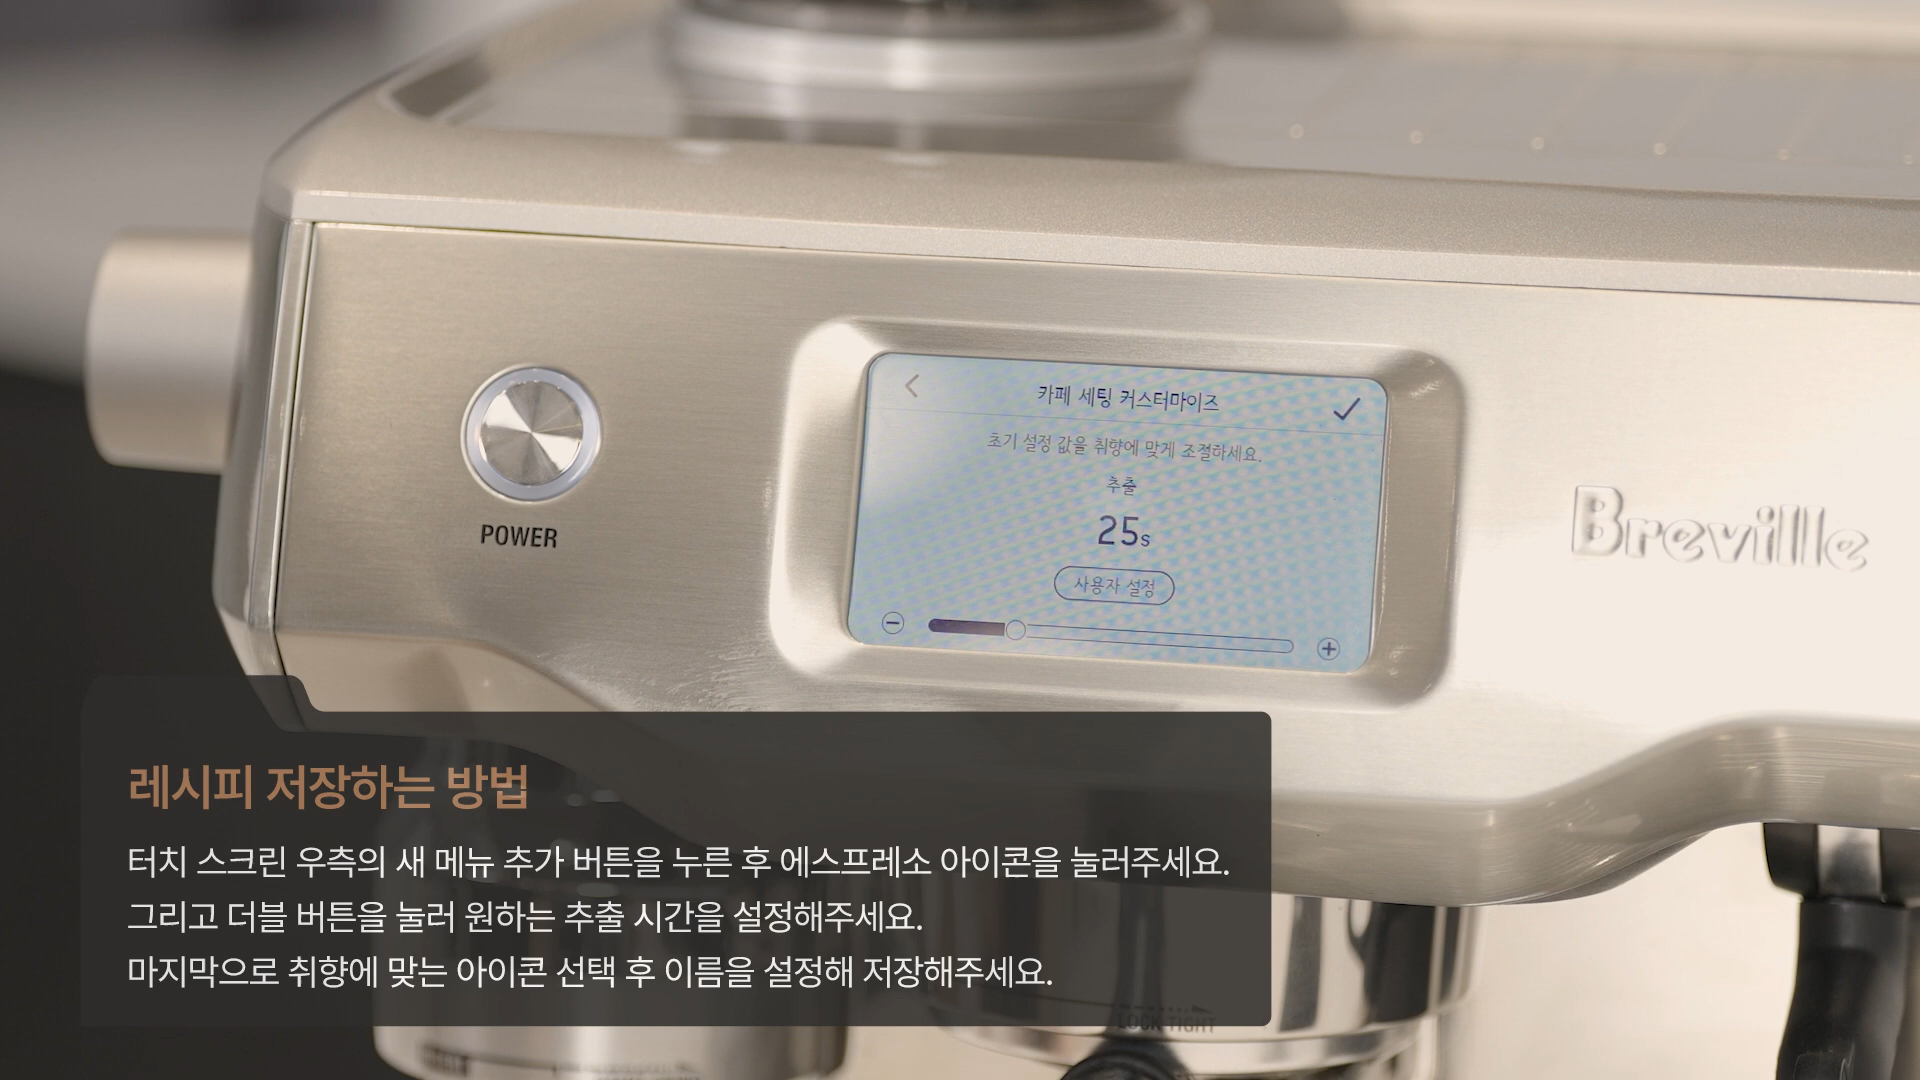 카페 세팅 커스터마이즈
초기 설정 값을 취향에 맞게 조절하세요.
추출
25s
사용자 설정
POWER
Breville
레시피 저장하는 방법
터치 스크린 우측의 새 메뉴 추가 버튼을 누른 후 에스프레소 아이콘을 눌러주세요.
그리고 더블 버튼을 눌러 원하는 추출 시간을 설정해주세요.
마지막으로 취향에 맞는 아이콘 선택 후 이름을 설정해 저장해주세요.
LOCK TIGHT